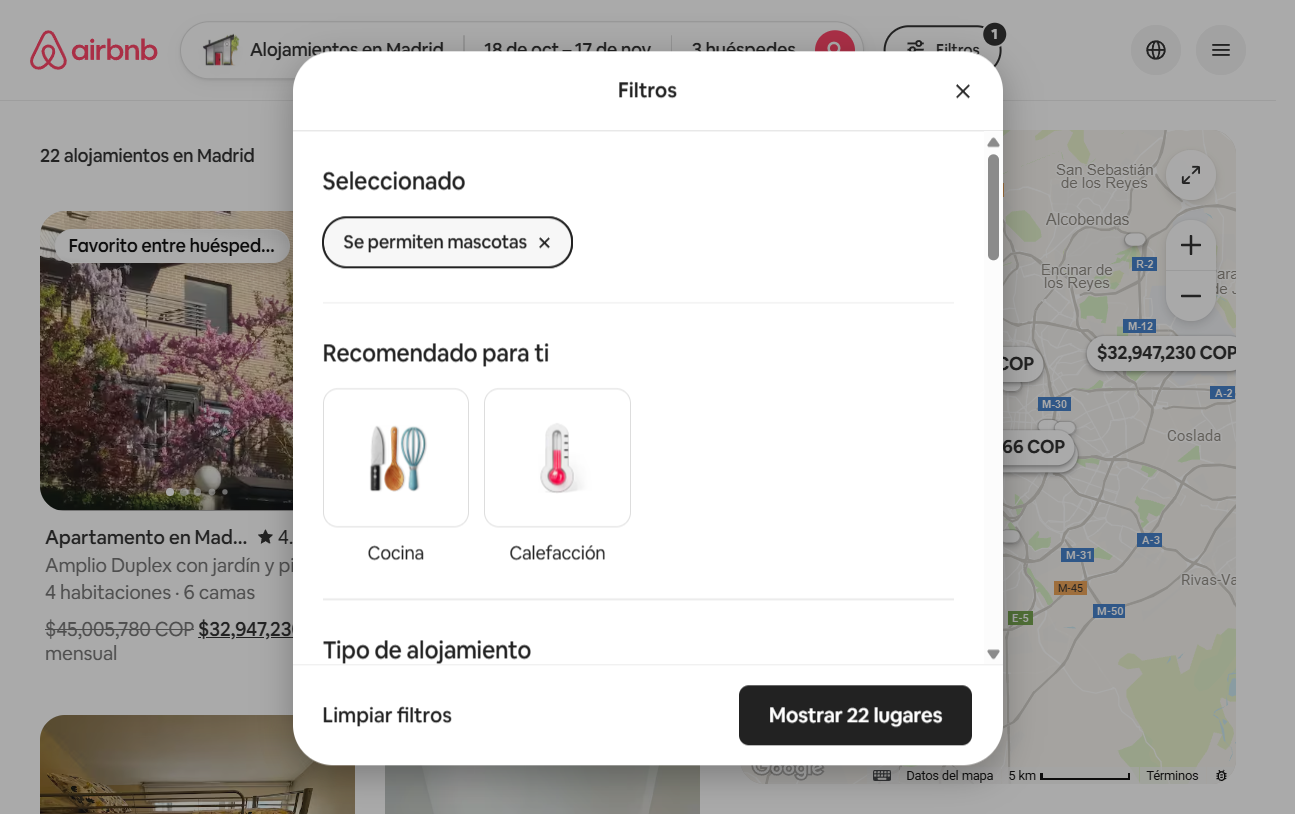 airbnb
Alojamientos en Madrid
18 de oct – 17 de nov
3 huéspedes
Filtros
1
22 alojamientos en Madrid
Favorito entre huésped...
Apartamento en Mad... ★ 4.
Amplio Duplex con jardín y pi
4 habitaciones · 6 camas
$45,005,780 COP $32,947,23
mensual
Filtros
Seleccionado
Se permiten mascotas
Recomendado para ti
Cocina
Calefacción
Tipo de alojamiento
Limpiar filtros
Mostrar 22 lugares
San Sebastián
de los Reyes
Alcobendas
R-2
Encinar de
los Reyes
M-12
COP
$32,947,230 COP
A-2
M-30
66 COP
Coslada
A-3
M-31
Rivas-Va
M-45
M-50
E-5
Google
Datos del mapa
5 km
Términos